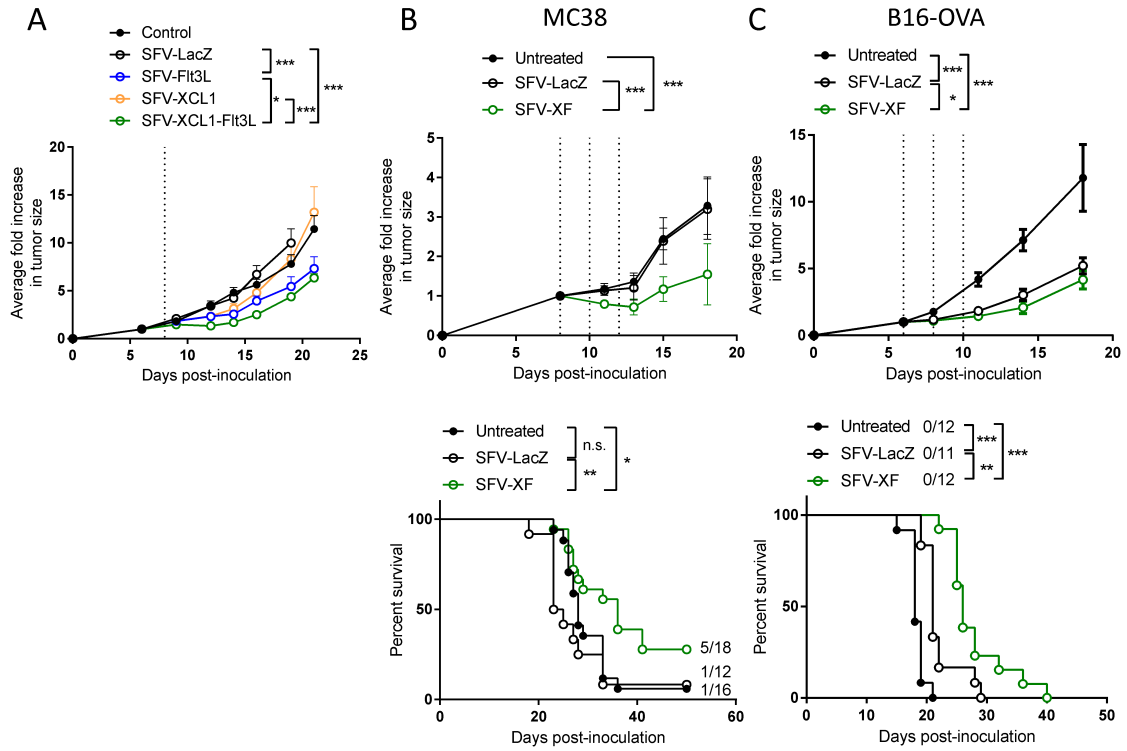 A
Control
SFV-LacZ
SFV-Flt3L
SFV-XCL1
SFV-XCL1-Flt3L
***
*
***
***
Average fold increase
in tumor size
20
15
10
5
0
0
5
10
15
20
25
Days post-inoculation
B
MC38
Untreated
SFV-LacZ
SFV-XF
***
***
Average fold increase
in tumor size
5
4
3
2
1
0
0
5
10
15
20
Days post-inoculation
C
B16-OVA
Untreated
SFV-LacZ
SFV-XF
***
*
***
Average fold increase
in tumor size
15
10
5
0
0
5
10
15
20
Days post-inoculation
Untreated
SFV-LacZ
SFV-XF
n.s.
**
*
Percent survival
100
50
0
5/18
1/12
1/16
0
20
40
60
Days post-inoculation
Untreated 0/12
SFV-LacZ 0/11
SFV-XF 0/12
***
**
***
Percent survival
100
50
0
0
10
20
30
40
50
Days post-inoculation